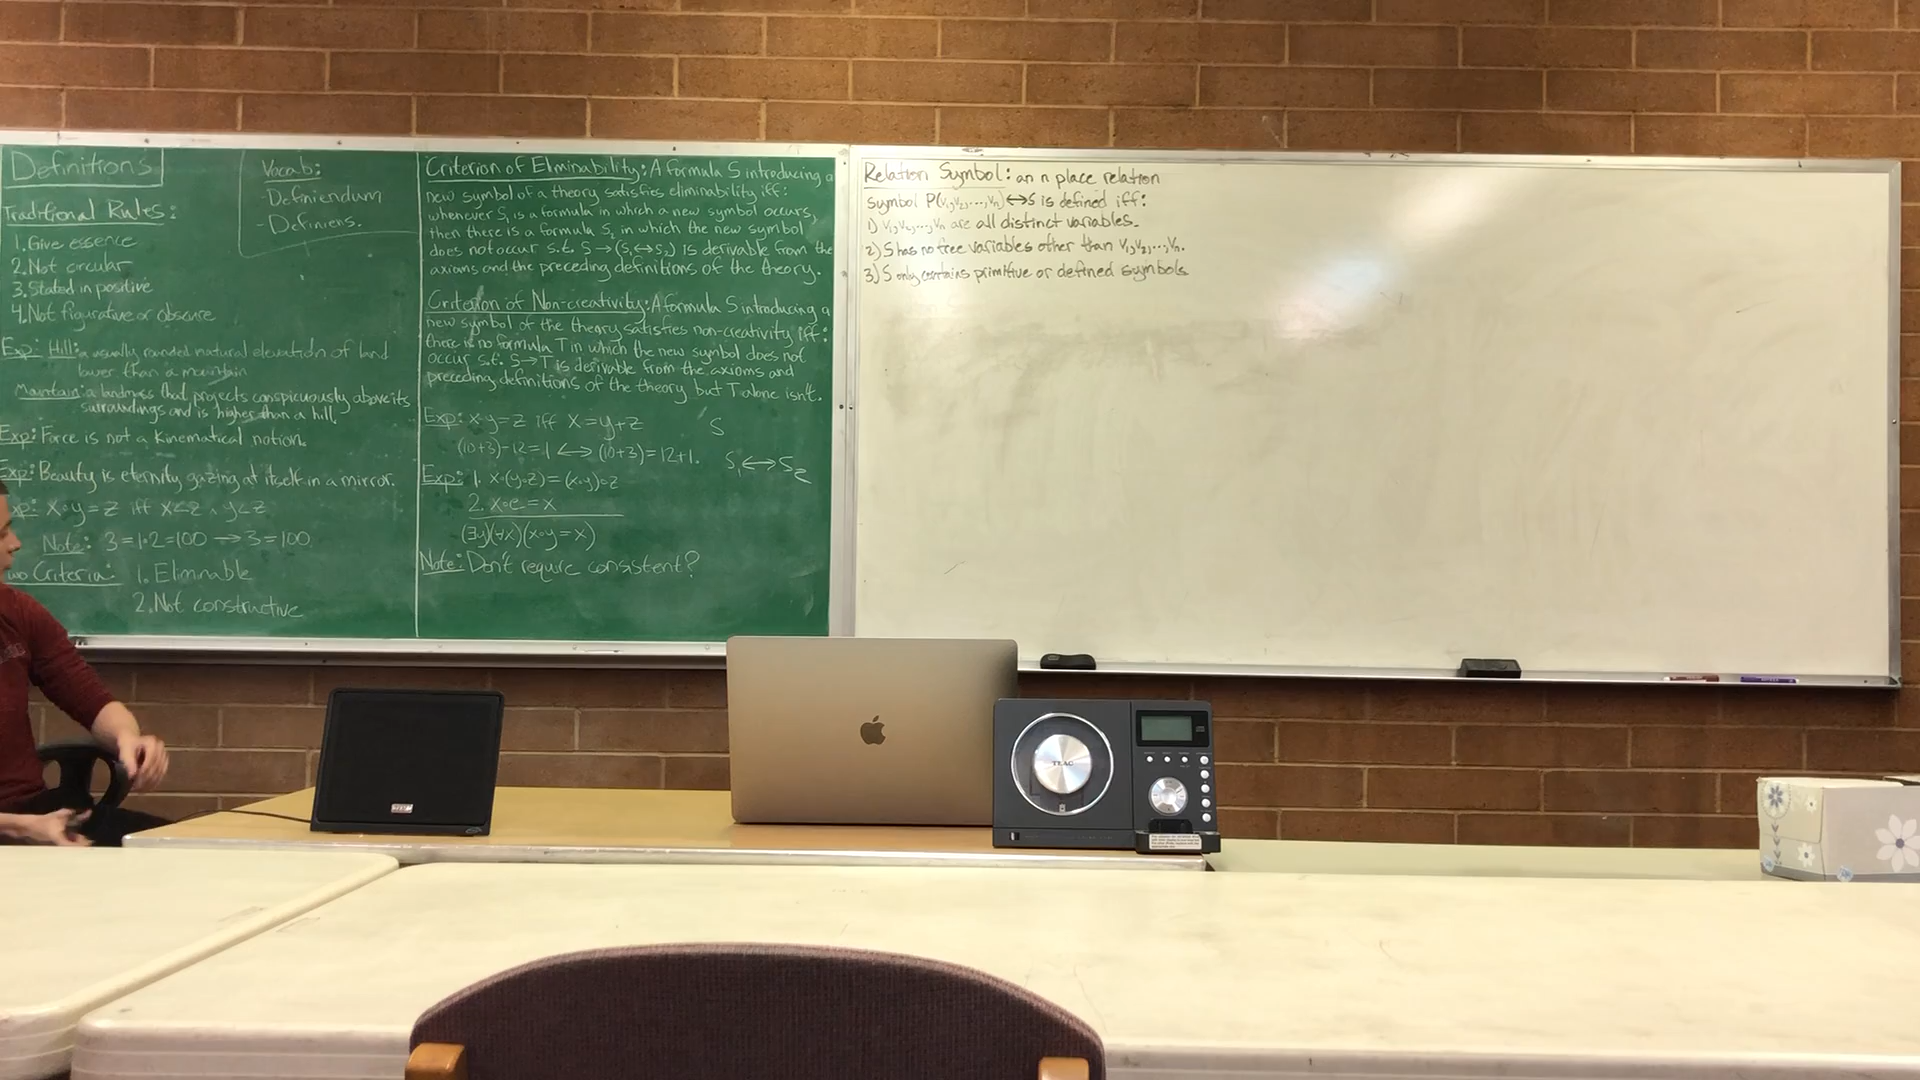 Definitions
Vocab:
-Definiendum
-Definiens.
Traditional Rules:
1. Give essence
2. Not circular
3. Stated in positive
4. Not figurative or obscure
Exp: Hill: a usually rounded natural elevation of land
lower than a mountain
Mountain: a landmass that projects conspicuously above its
surroundings and is higher than a hill.
Exp: Force is not a kinematical notion.
Exp: Beauty is eternity gazing at itself in a mirror.
xp: x∘y=z iff x<z ∧ y<z
Note: 3=1∘2=100 → 3=100
wo Criteria: 1. Eliminable
2. Not constructive
Criterion of Elminability: A formula S introducing a
new symbol of a theory satisfies eliminability iff:
whenever S₁ is a formula in which a new symbol occurs,
then there is a formula S₂ in which the new symbol
does not occur s.t. S→(S₁↔S₂) is derivable from the
axioms and the preceding definitions of the theory.
Criterion of Non-creativity: A formula S introducing a
new symbol of the theory satisfies non-creativity iff:
there is no formula T in which the new symbol does not
occur s.t. S→T is derivable from the axioms and
preceding definitions of the theory but T alone isn't.
Exp: x-y=z iff x=y+z
S
(10+3)-12=1 ↔ (10+3)=12+1.
S₁↔S₂
Exp: 1. x∘(y∘z)=(x∘y)∘z
2. x∘e=x
(∃y)(∀x)(x∘y=x)
Note: Don't require consistent?
Relation Symbol: an n place relation
symbol P(v₁,v₂,...,vₙ)↔S is defined iff:
1) v₁,v₂,...,vₙ are all distinct variables.
2) S has no free variables other than v₁,v₂,...,vₙ.
3) S only contains primitive or defined symbols
TEAC